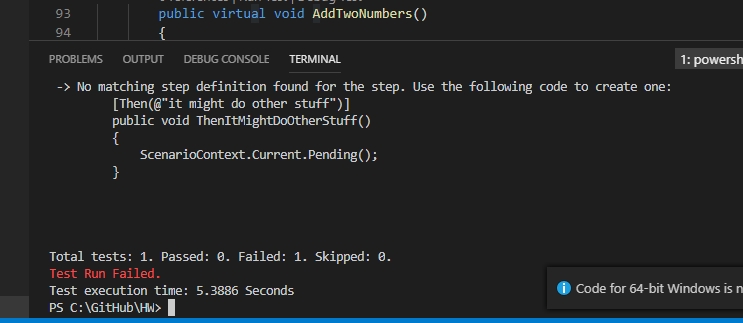 93 public virtual void AddTwoNumbers()
94 {
PROBLEMS OUTPUT DEBUG CONSOLE TERMINAL 1: powersh
-> No matching step definition found for the step. Use the following code to create one:
[Then(@"it might do other stuff")]
public void ThenItMightDoOtherStuff()
{
ScenarioContext.Current.Pending();
}
Total tests: 1. Passed: 0. Failed: 1. Skipped: 0.
Test Run Failed.
Test execution time: 5.3886 Seconds
Code for 64-bit Windows is n
PS C:\GitHub\HW>